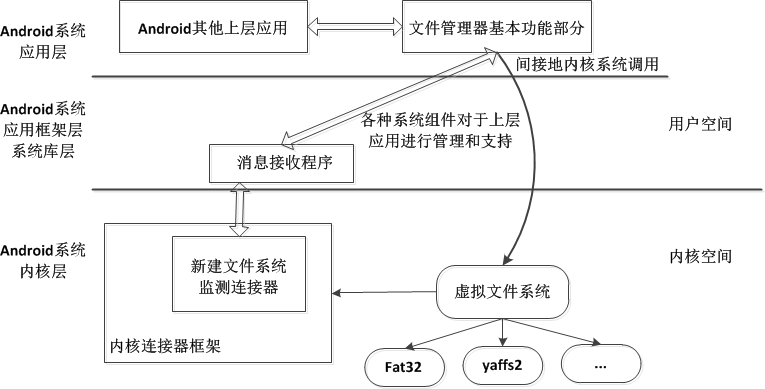 Android系统
应用层
Android其他上层应用
文件管理器基本功能部分
间接地内核系统调用
Android系统
应用框架层
系统库层
各种系统组件对于上层
应用进行管理和支持
用户空间
消息接收程序
Android系统
内核层
新建文件系统
监测连接器
内核连接器框架
虚拟文件系统
内核空间
Fat32
yaffs2
...